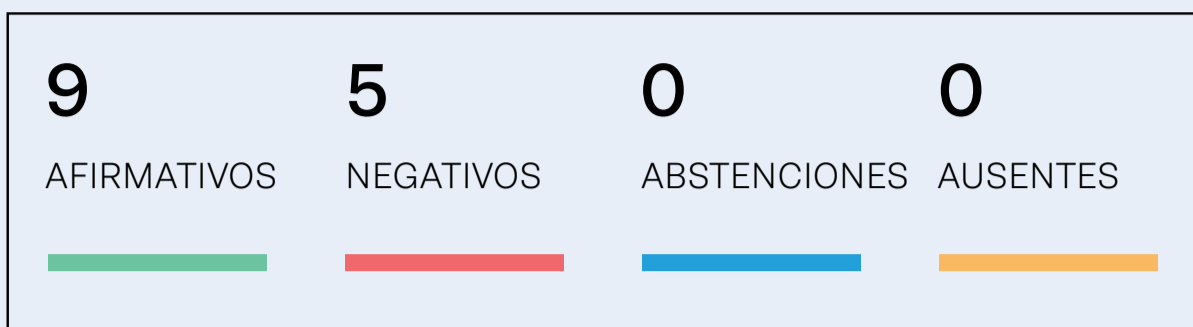 9 5 0 0
AFIRMATIVOS NEGATIVOS ABSTENCIONES AUSENTES